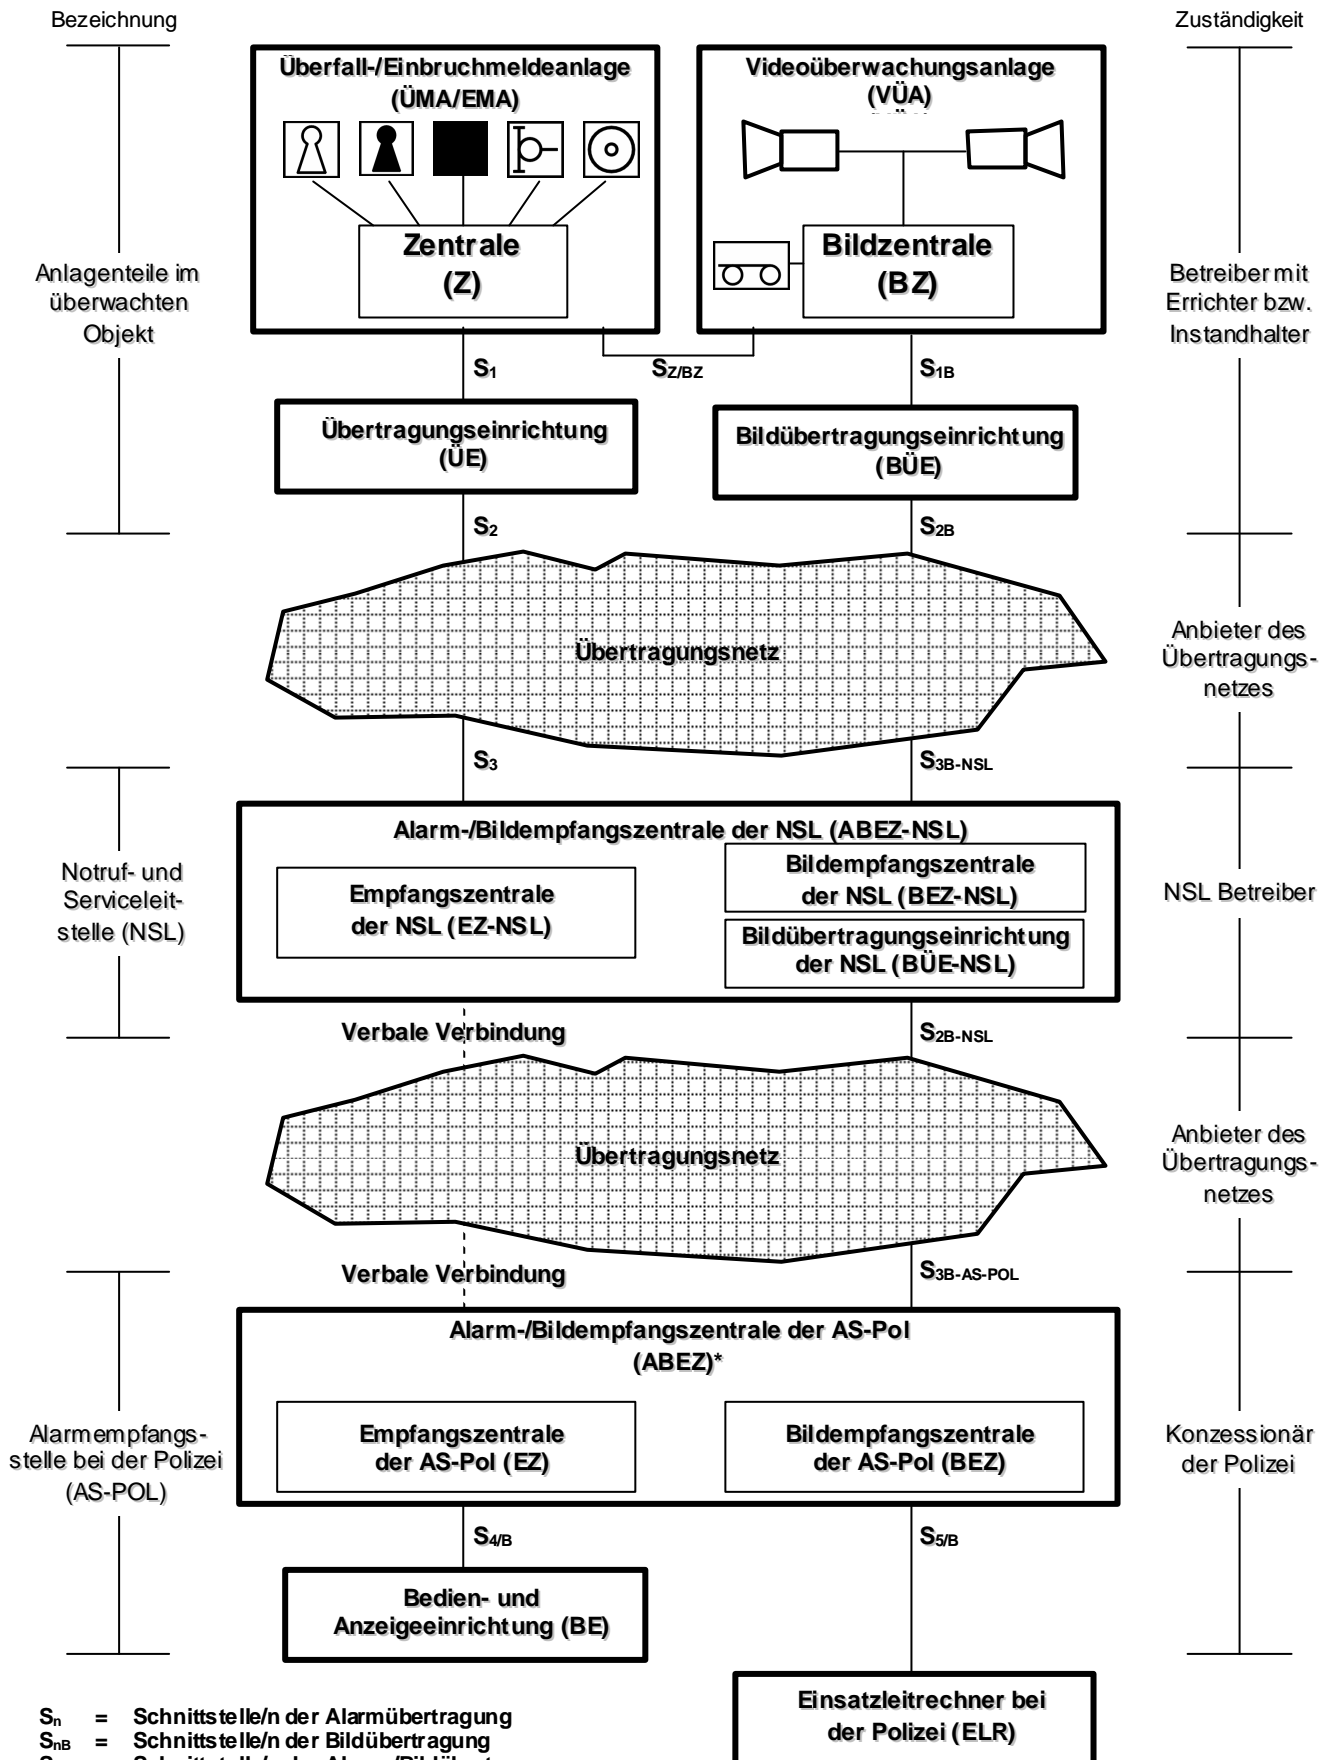 Bezeichnung
Zuständigkeit
Überfall-/Einbruchmeldeanlage
(ÜMA/EMA)
Videoüberwachungsanlage
(VÜA)
Zentrale
(Z)
Bildzentrale
(BZ)
Anlagenteile im
überwachten
Objekt
Betreiber mit
Errichter bzw.
Instandhalter
S1
SZ/BZ
S1B
Übertragungseinrichtung
(ÜE)
Bildübertragungseinrichtung
(BÜE)
S2
S2B
Übertragungsnetz
Anbieter des
Übertragungs-
netzes
S3
S3B-NSL
Alarm-/Bildempfangszentrale der NSL (ABEZ-NSL)
Empfangszentrale
der NSL (EZ-NSL)
Bildempfangszentrale
der NSL (BEZ-NSL)
Bildübertragungseinrichtung
der NSL (BÜE-NSL)
Notruf- und
Serviceleit-
stelle (NSL)
NSL Betreiber
Verbale Verbindung
S2B-NSL
Übertragungsnetz
Anbieter des
Übertragungs-
netzes
Verbale Verbindung
S3B-AS-POL
Alarm-/Bildempfangszentrale der AS-Pol
(ABEZ)*
Empfangszentrale
der AS-Pol (EZ)
Bildempfangszentrale
der AS-Pol (BEZ)
Alarmempfangs-
stelle bei der Polizei
(AS-POL)
Konzessionär
der Polizei
S4/B
S5/B
Bedien- und
Anzeigeeinrichtung (BE)
Einsatzleitrechner bei
der Polizei (ELR)
Sn = Schnittstelle/n der Alarmübertragung
SnB = Schnittstelle/n der Bildübertragung